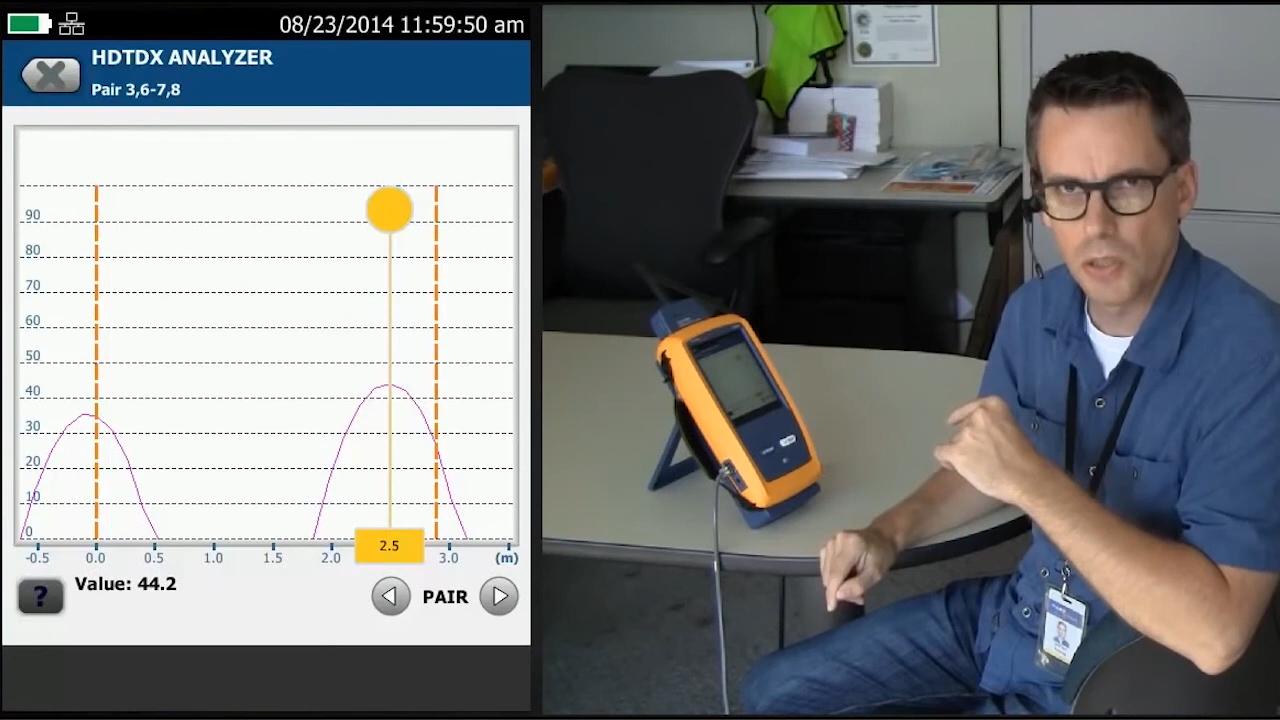 08/23/2014 11:59:50 am
HDTDX ANALYZER
Pair 3,6-7,8
90
80
70
60
50
40
30
20
10
0
-0.5 0.0 0.5 1.0 1.5 2.0 2.5 3.0 (m)
? Value: 44.2 PAIR